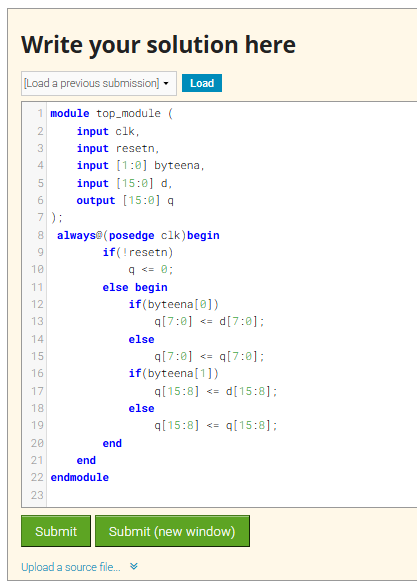 Write your solution here
[Load a previous submission] Load
1 module top_module (
2     input clk,
3     input resetn,
4     input [1:0] byteena,
5     input [15:0] d,
6     output [15:0] q
7 );
8  always@(posedge clk)begin
9         if(!resetn)
10             q <= 0;
11         else begin
12             if(byteena[0])
13                 q[7:0] <= d[7:0];
14             else
15                 q[7:0] <= q[7:0];
16             if(byteena[1])
17                 q[15:8] <= d[15:8];
18             else
19                 q[15:8] <= q[15:8];
20         end
21     end
22 endmodule
23
Submit Submit (new window)
Upload a source file...